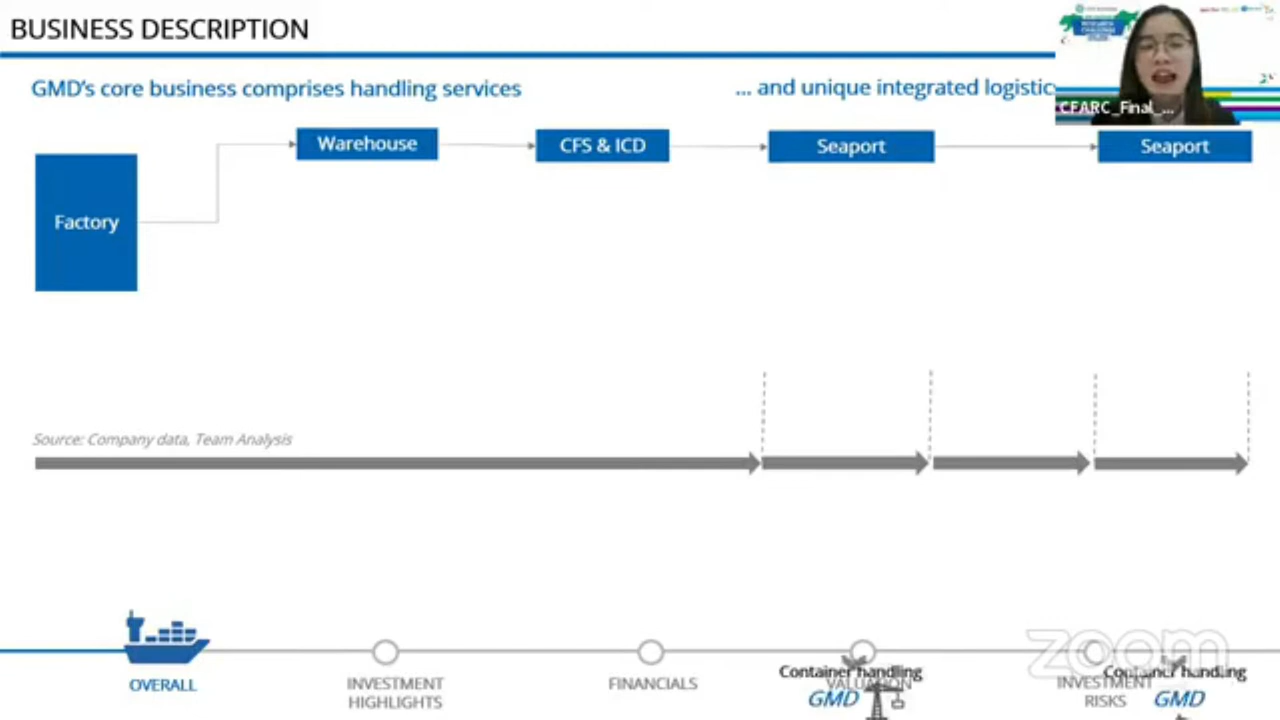 BUSINESS DESCRIPTION
GMD's core business comprises handling services
... and unique integrated logistic
CFARC_Final_...
Warehouse
CFS & ICD
Seaport
Seaport
Factory
Source: Company data, Team Analysis
zoom
Container handling
Container handling
OVERALL
INVESTMENT
HIGHLIGHTS
FINANCIALS
VALUATION
INVESTMENT
RISKS
GMD
GMD